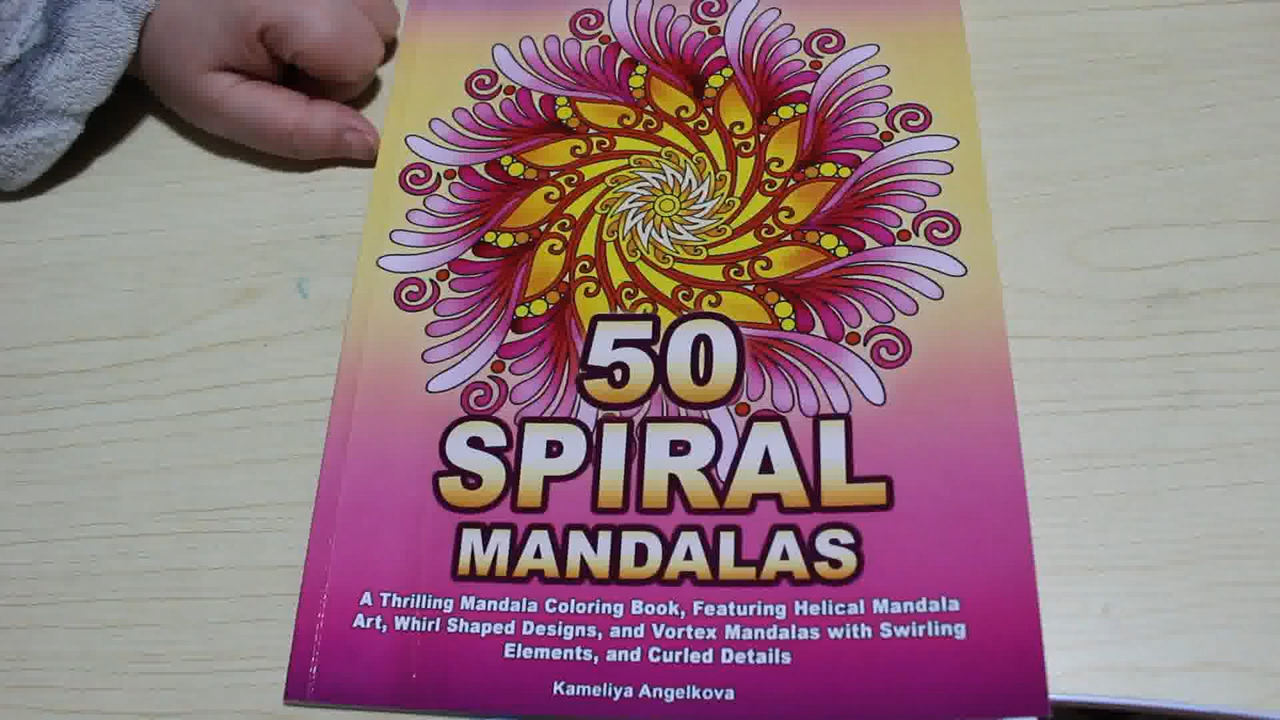 50
SPIRAL
MANDALAS
A Thrilling Mandala Coloring Book, Featuring Helical Mandala
Art, Whirl Shaped Designs, and Vortex Mandalas with Swirling
Elements, and Curled Details
Kameliya Angelkova